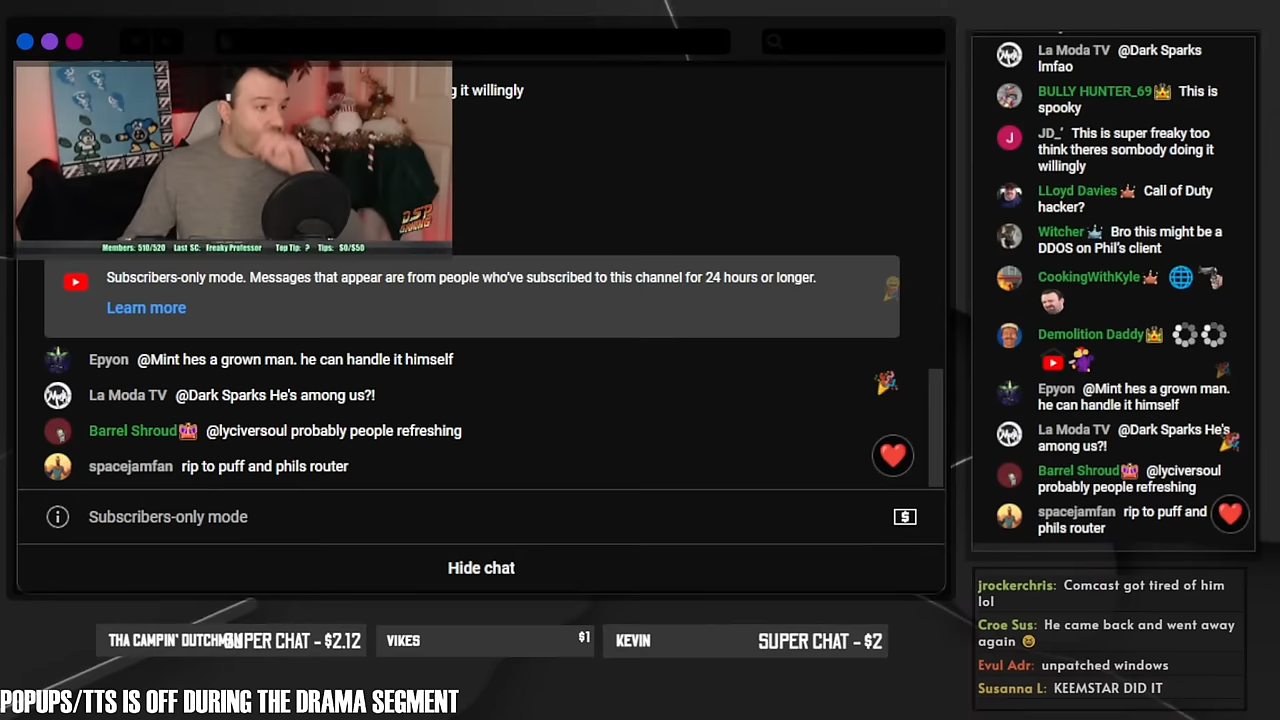 g it willingly
DSP
GAMING
Members: 510/520 Last SC: Freaky Professor Top Tip: ? Tips: $0/$50
Subscribers-only mode. Messages that appear are from people who've subscribed to this channel for 24 hours or longer.
Learn more
Epyon @Mint hes a grown man. he can handle it himself
La Moda TV @Dark Sparks He's among us?!
Barrel Shroud @lyciversoul probably people refreshing
spacejamfan rip to puff and phils router
Subscribers-only mode
Hide chat
La Moda TV @Dark Sparks
lmfao
BULLY HUNTER_69 This is
spooky
J
JD_' This is super freaky too
think theres sombody doing it
willingly
LLoyd Davies Call of Duty
hacker?
Witcher Bro this might be a
DDOS on Phil's client
CookingWithKyle
Demolition Daddy
Epyon @Mint hes a grown man.
he can handle it himself
La Moda TV @Dark Sparks He's
among us?!
Barrel Shroud @lyciversoul
probably people refreshing
spacejamfan rip to puff and
phils router
jrockerchris: Comcast got tired of him
lol
Croe Sus: He came back and went away
again
Evul Adr: unpatched windows
Susanna L: KEEMSTAR DID IT
THA CAMPIN' DUTCHMAN SUPER CHAT - $2.12
VIKES $1
KEVIN SUPER CHAT - $2
POPUPS/TTS IS OFF DURING THE DRAMA SEGMENT